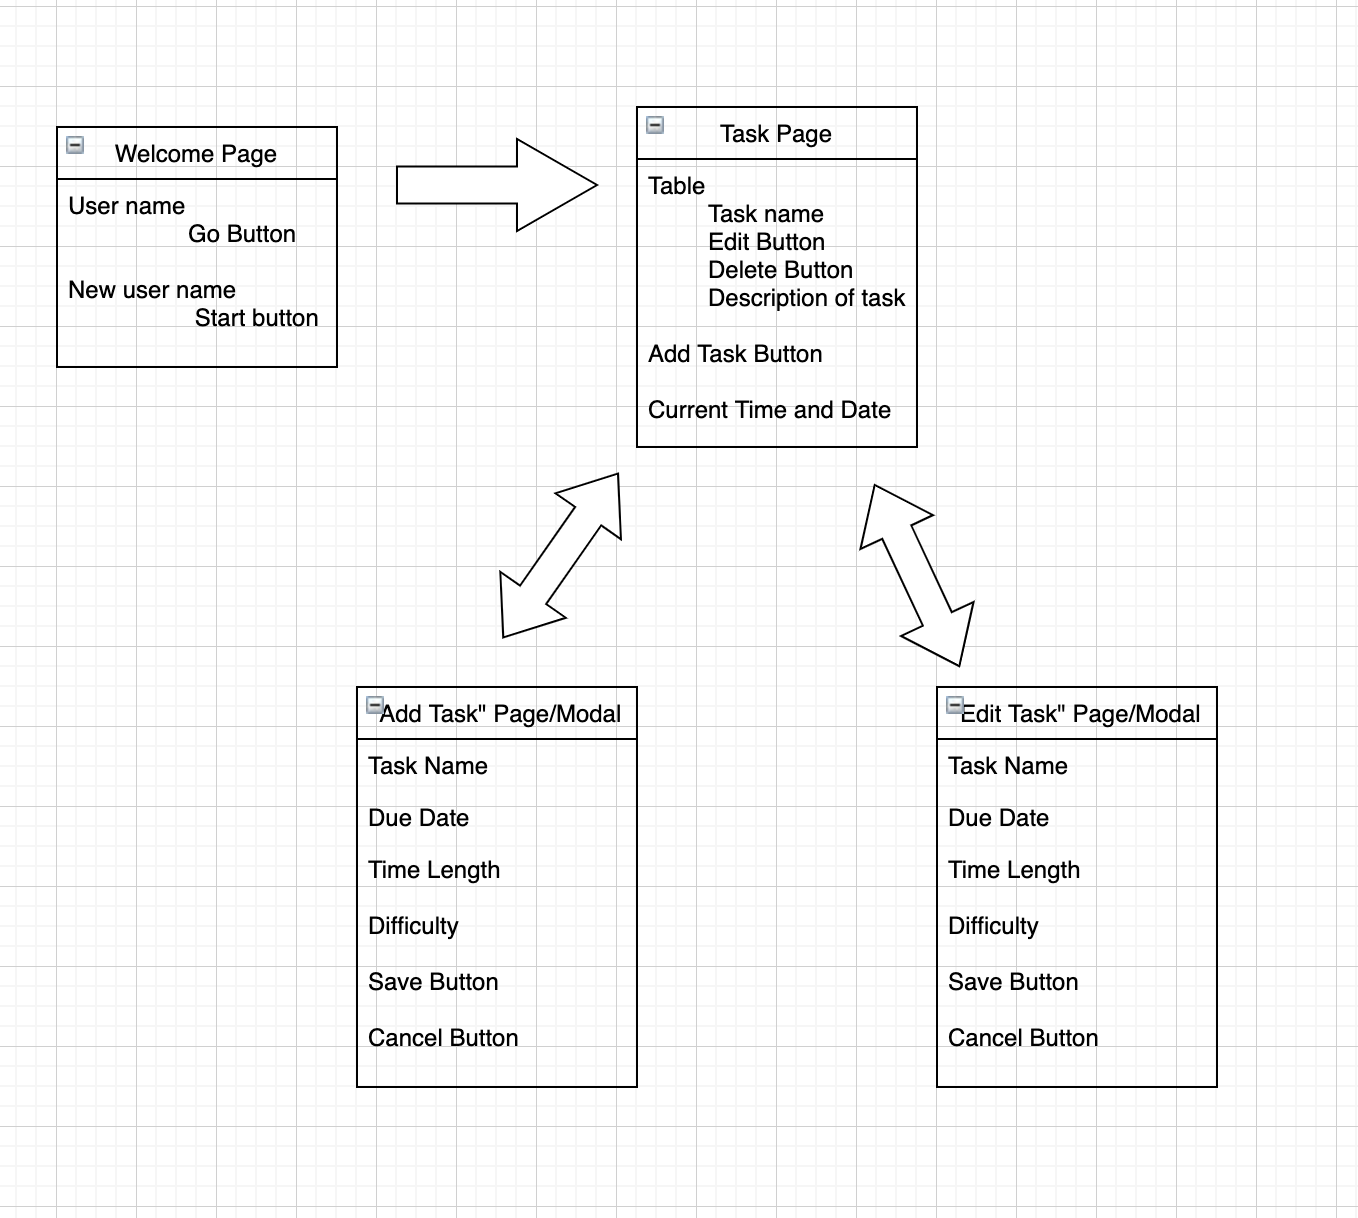 Welcome Page
User name
Go Button
New user name
Start button
Task Page
Table
Task name
Edit Button
Delete Button
Description of task
Add Task Button
Current Time and Date
Add Task" Page/Modal
Task Name
Due Date
Time Length
Difficulty
Save Button
Cancel Button
Edit Task" Page/Modal
Task Name
Due Date
Time Length
Difficulty
Save Button
Cancel Button